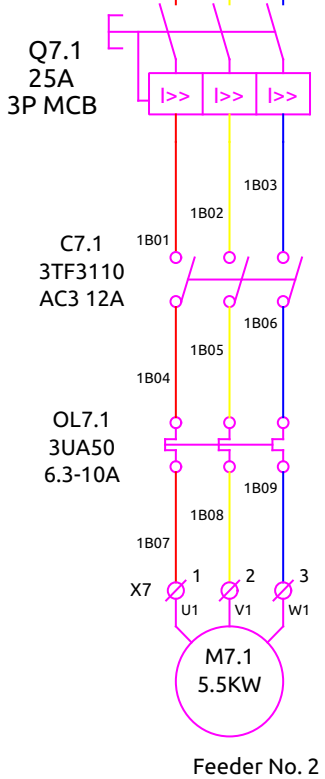 Q7.1
25A
3P MCB
I>> I>> I>>
1B03
1B02
1B01
C7.1
3TF3110
AC3 12A
1B06
1B05
1B04
OL7.1
3UA50
6.3-10A
1B09
1B08
1B07
X7 1 2 3
U1 V1 W1
M7.1
5.5KW
Feeder No. 2